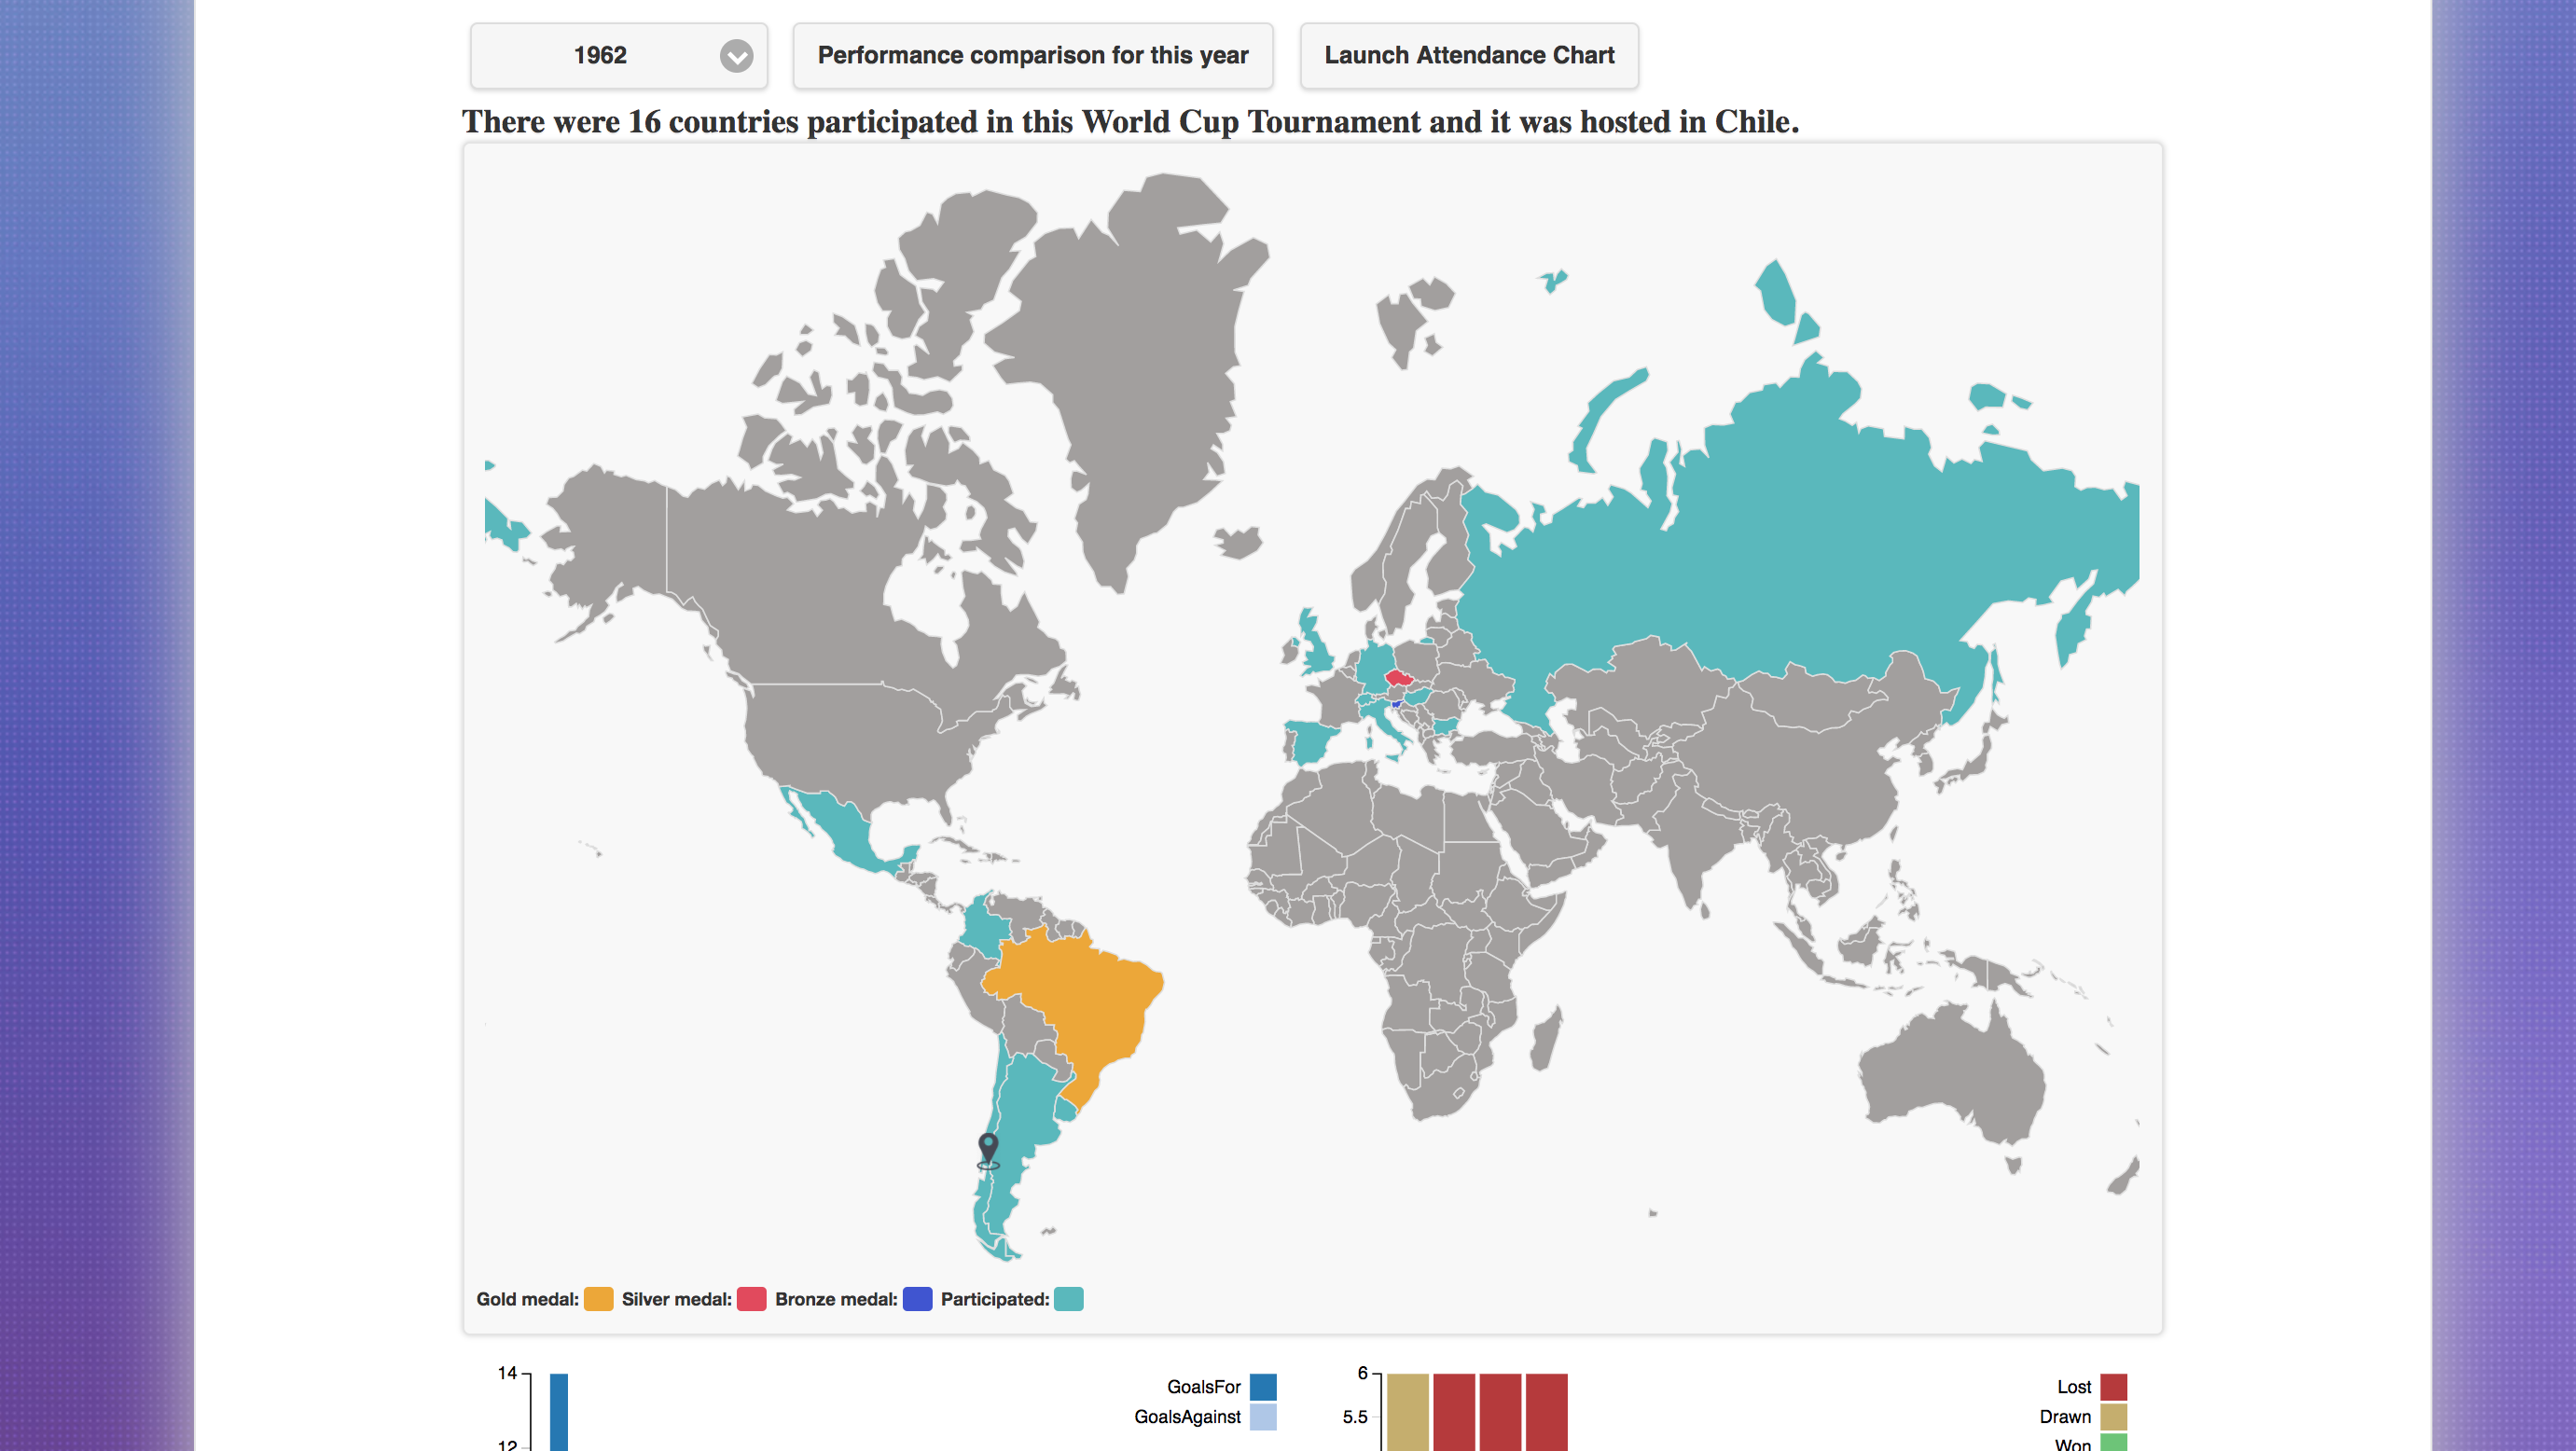 1962
Performance comparison for this year
Launch Attendance Chart
There were 16 countries participated in this World Cup Tournament and it was hosted in Chile.
Gold medal: Silver medal: Bronze medal: Participated:
14
12
GoalsFor
GoalsAgainst
6
5.5
Lost
Drawn
Won